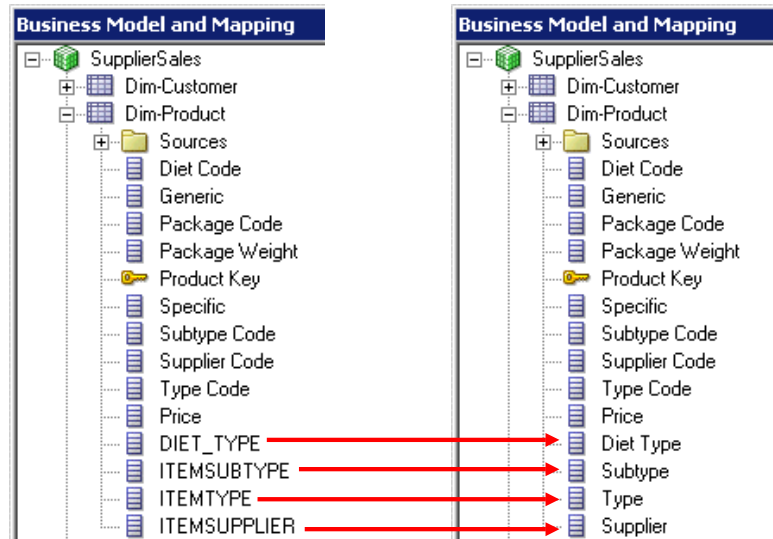 Business Model and Mapping
SupplierSales
Dim-Customer
Dim-Product
Sources
Diet Code
Generic
Package Code
Package Weight
Product Key
Specific
Subtype Code
Supplier Code
Type Code
Price
DIET_TYPE
ITEMSUBTYPE
ITEMTYPE
ITEMSUPPLIER
Business Model and Mapping
SupplierSales
Dim-Customer
Dim-Product
Sources
Diet Code
Generic
Package Code
Package Weight
Product Key
Specific
Subtype Code
Supplier Code
Type Code
Price
Diet Type
Subtype
Type
Supplier